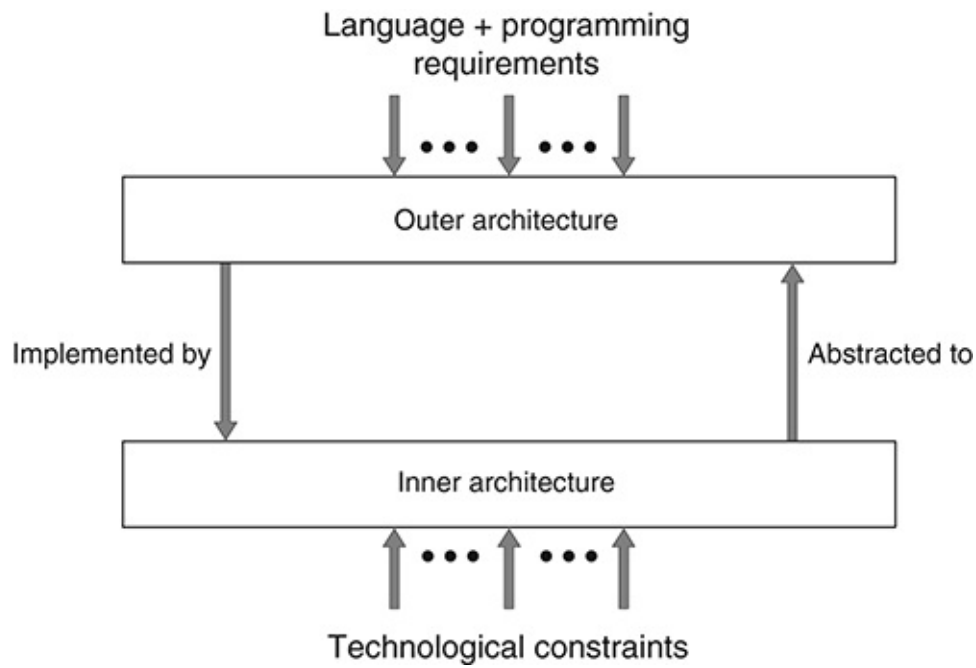 Language + programming
requirements
Outer architecture
Implemented by
Abstracted to
Inner architecture
Technological constraints